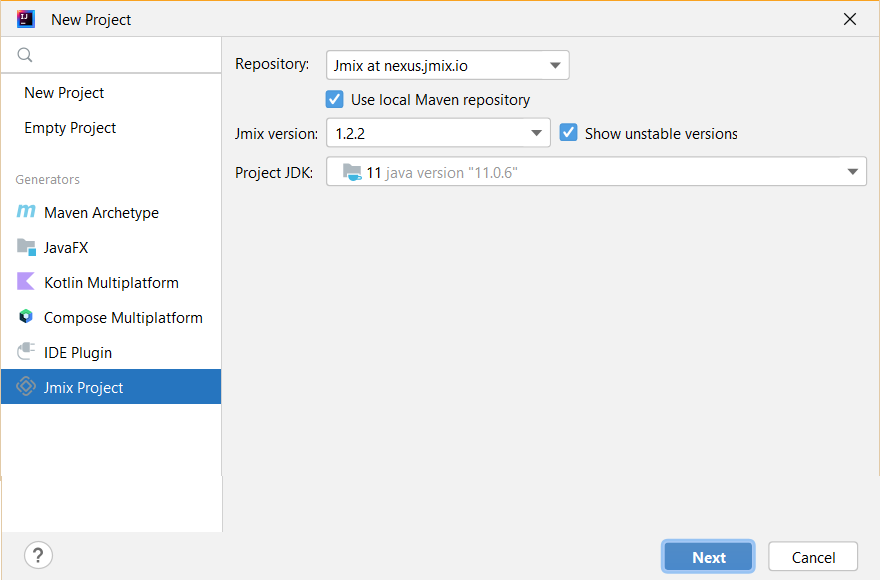 New Project
New Project
Empty Project
Generators
Maven Archetype
JavaFX
Kotlin Multiplatform
Compose Multiplatform
IDE Plugin
Jmix Project
Repository: Jmix at nexus.jmix.io
Use local Maven repository
Jmix version: 1.2.2 Show unstable versions
Project JDK: 11 java version "11.0.6"
? Next Cancel